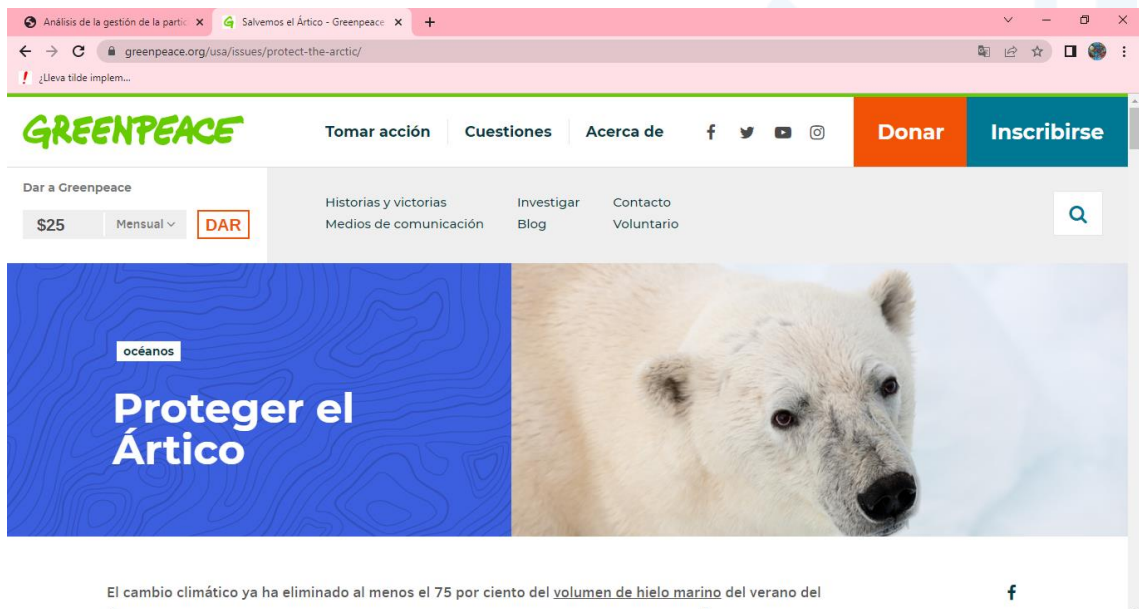 Análisis de la gestión de la partic
Salvemos el Ártico - Greenpeace
greenpeace.org/usa/issues/protect-the-arctic/
¿Lleva tilde implem...
GREENPEACE
Tomar acción
Cuestiones
Acerca de
Donar
Inscribirse
Dar a Greenpeace
$25
Mensual
DAR
Historias y victorias
Medios de comunicación
Investigar
Blog
Contacto
Voluntario
océanos
Proteger el
Ártico
El cambio climático ya ha eliminado al menos el 75 por ciento del volumen de hielo marino del verano del